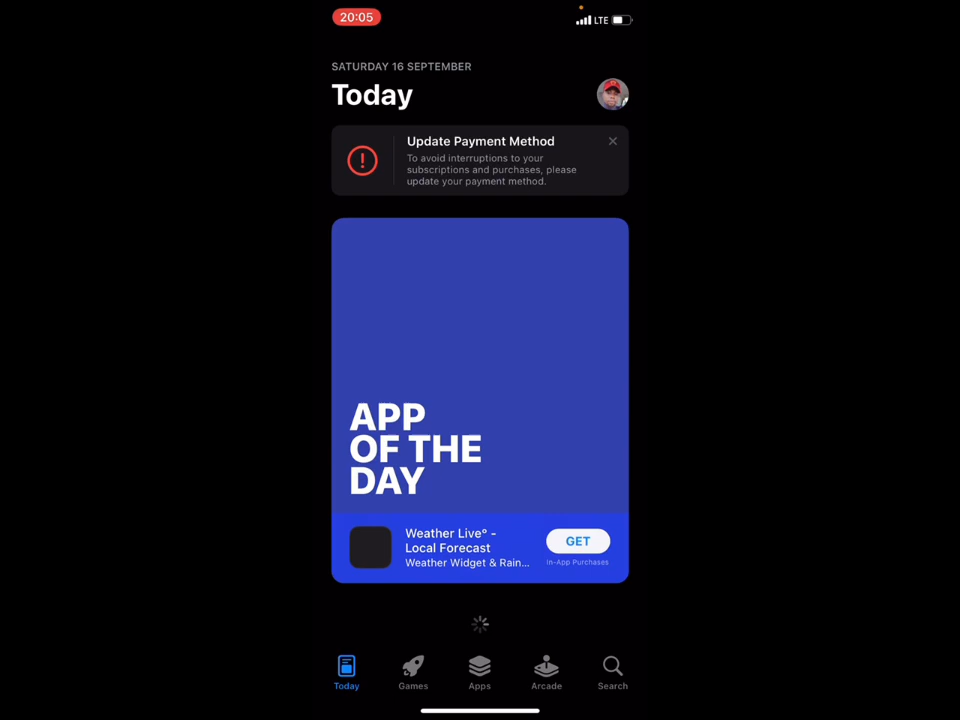 20:05
LTE
SATURDAY 16 SEPTEMBER
Today
Update Payment Method
To avoid interruptions to your
subscriptions and purchases, please
update your payment method.
APP
OF THE
DAY
Weather Live° -
Local Forecast
Weather Widget & Rain...
GET
In-App Purchases
Today
Games
Apps
Arcade
Search